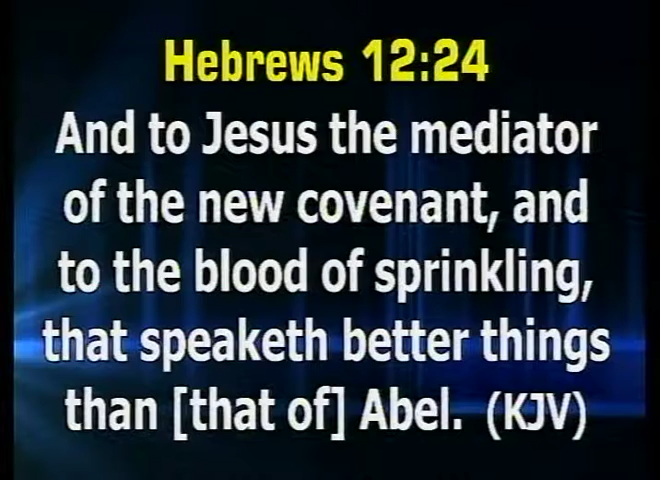 Hebrews 12:24
And to Jesus the mediator
of the new covenant, and
to the blood of sprinkling,
that speaketh better things
than [that of] Abel.  (KJV)